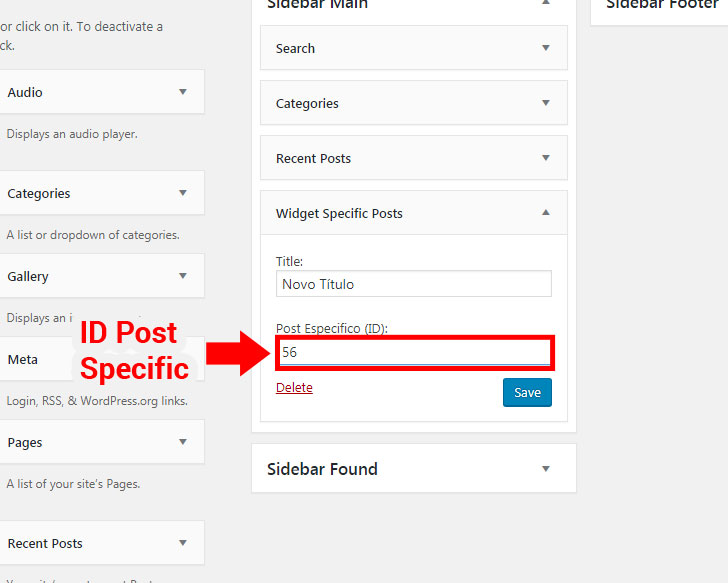 or click on it. To deactivate a
ck.
Audio
Displays an audio player.
Categories
A list or dropdown of categories.
Gallery
Displays an
ID Post
Specific
Meta
Login, RSS, & WordPress.org links.
Pages
A list of your site's Pages.
Recent Posts
Sidebar Main
Search
Categories
Recent Posts
Widget Specific Posts
Title:
Novo Título
Post Especifico (ID):
56
Delete
Save
Sidebar Found
Sidebar Footer